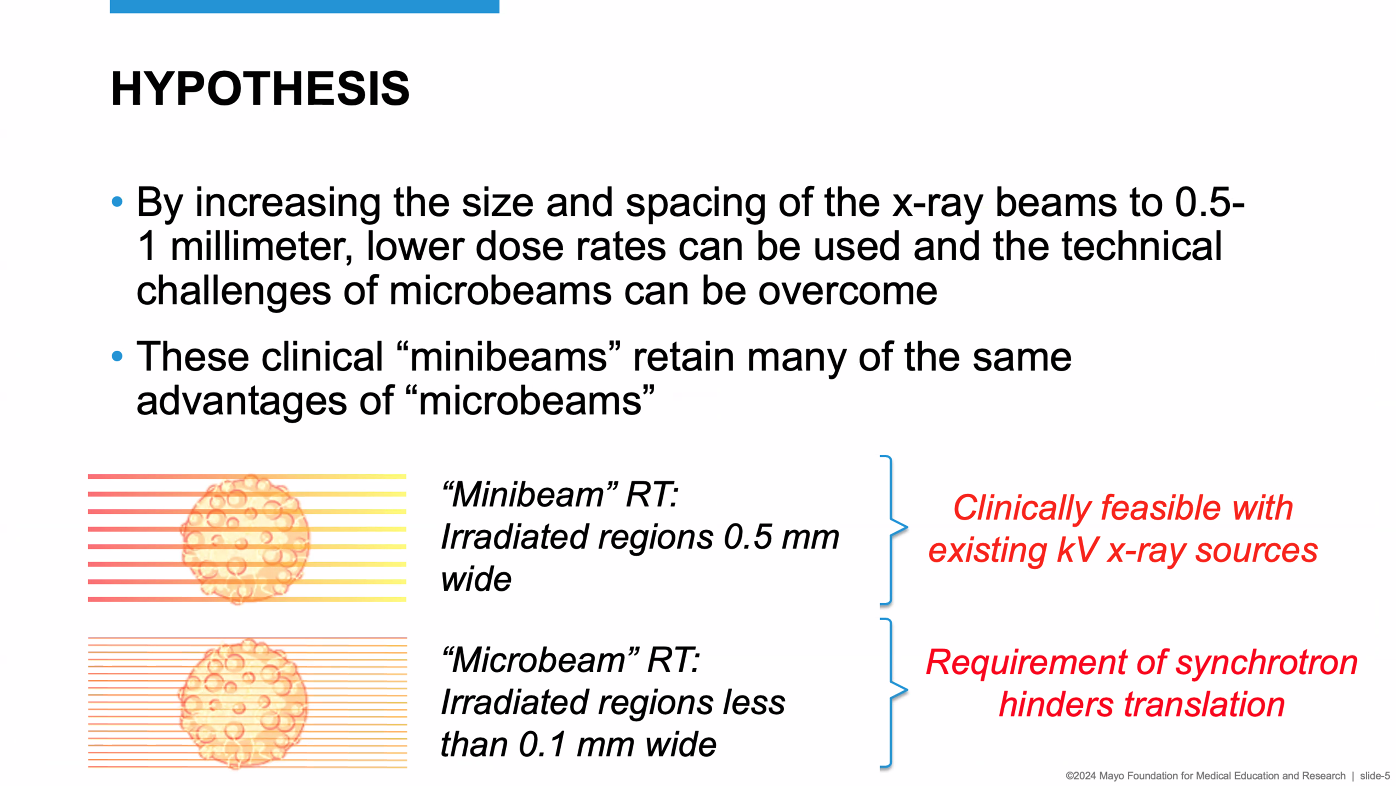 HYPOTHESIS
• By increasing the size and spacing of the x-ray beams to 0.5-
1 millimeter, lower dose rates can be used and the technical
challenges of microbeams can be overcome
• These clinical “minibeams” retain many of the same
advantages of “microbeams”
“Minibeam” RT:
Irradiated regions 0.5 mm
wide
Clinically feasible with
existing kV x-ray sources
“Microbeam” RT:
Irradiated regions less
than 0.1 mm wide
Requirement of synchrotron
hinders translation
©2024 Mayo Foundation for Medical Education and Research | slide-5